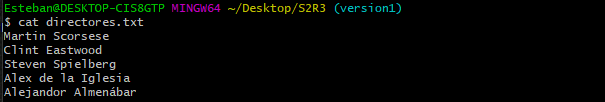 Esteban@DESKTOP-CIS8GTP MINGW64 ~/Desktop/S2R3 (version1)
$ cat directores.txt
Martin Scorsese
Clint Eastwood
Steven Spielberg
Alex de la Iglesia
Alejandor Almenábar